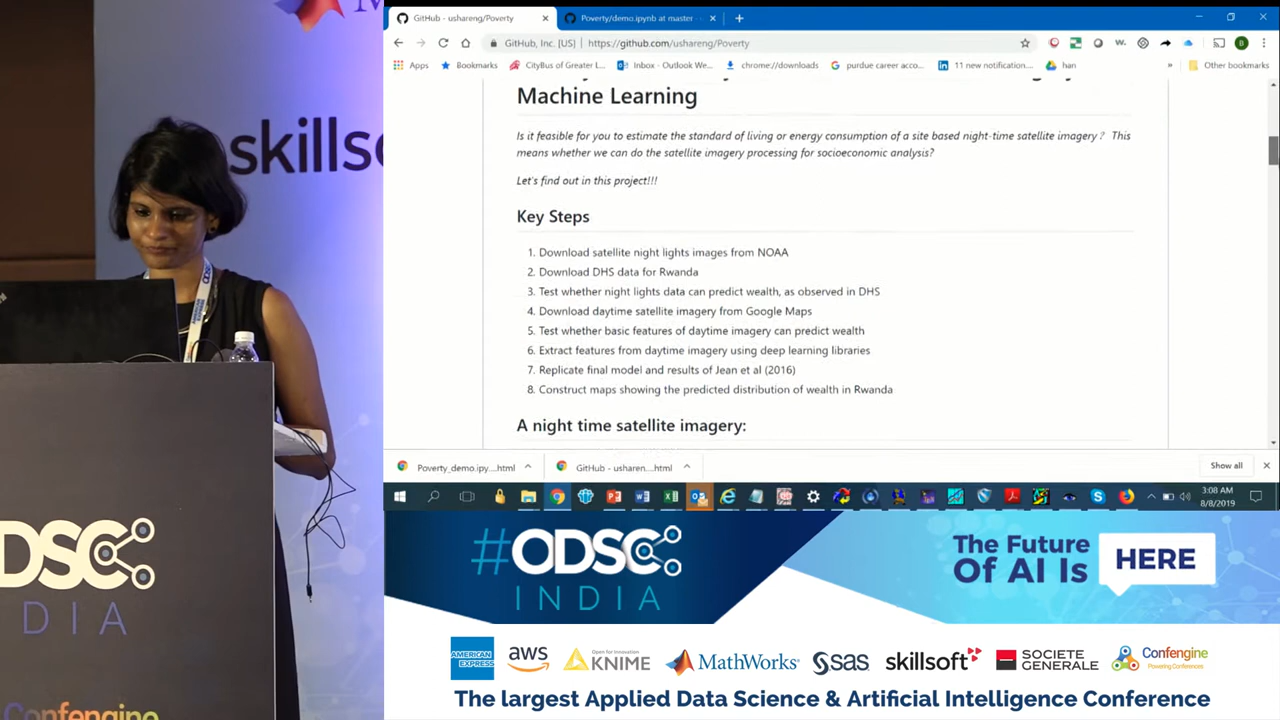 skillso
ODSC
DSC
DIA
Confengine
GitHub - ushareng/Poverty
Poverty/demo.ipynb at master
GitHub, Inc. [US]
https://github.com/ushareng/Poverty
Apps
Bookmarks
CityBus of Greater L...
Inbox - Outlook We...
chrome://downloads
purdue career acco...
11 new notification...
han
»
Other bookmarks
Machine Learning
Is it feasible for you to estimate the standard of living or energy consumption of a site based night-time satellite imagery ? This
means whether we can do the satellite imagery processing for socioeconomic analysis?
Let's find out in this project!!!
Key Steps
1. Download satellite night lights images from NOAA
2. Download DHS data for Rwanda
3. Test whether night lights data can predict wealth, as observed in DHS
4. Download daytime satellite imagery from Google Maps
5. Test whether basic features of daytime imagery can predict wealth
6. Extract features from daytime imagery using deep learning libraries
7. Replicate final model and results of Jean et al (2016)
8. Construct maps showing the predicted distribution of wealth in Rwanda
A night time satellite imagery:
Poverty_demo.ipy....html
GitHub - usharen....html
Show all
3:08 AM
8/8/2019
#ODSC
INDIA
The Future
Of AI Is
HERE
AMERICAN EXPRESS
aws
Open for Innovation
KNIME
MathWorks
sas
skillsoft
SOCIETE GENERALE
Confengine
Powering Conferences
The largest Applied Data Science & Artificial Intelligence Conference